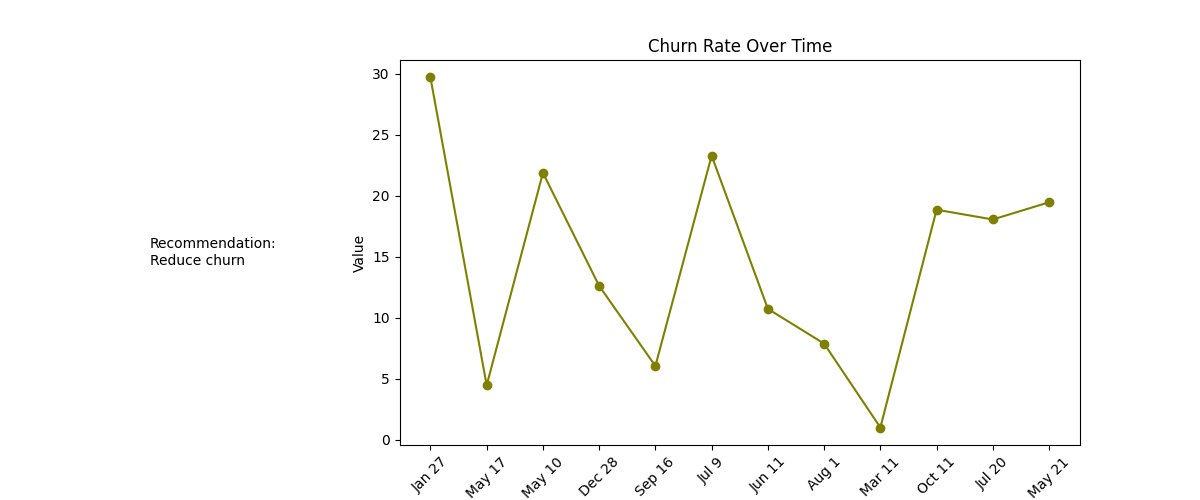 Churn Rate Over Time
Recommendation:
Reduce churn
Value
30
25
20
15
10
5
0
Jan 27
May 17
May 10
Dec 28
Sep 16
Jul 9
Jun 11
Aug 1
Mar 11
Oct 11
Jul 20
May 21